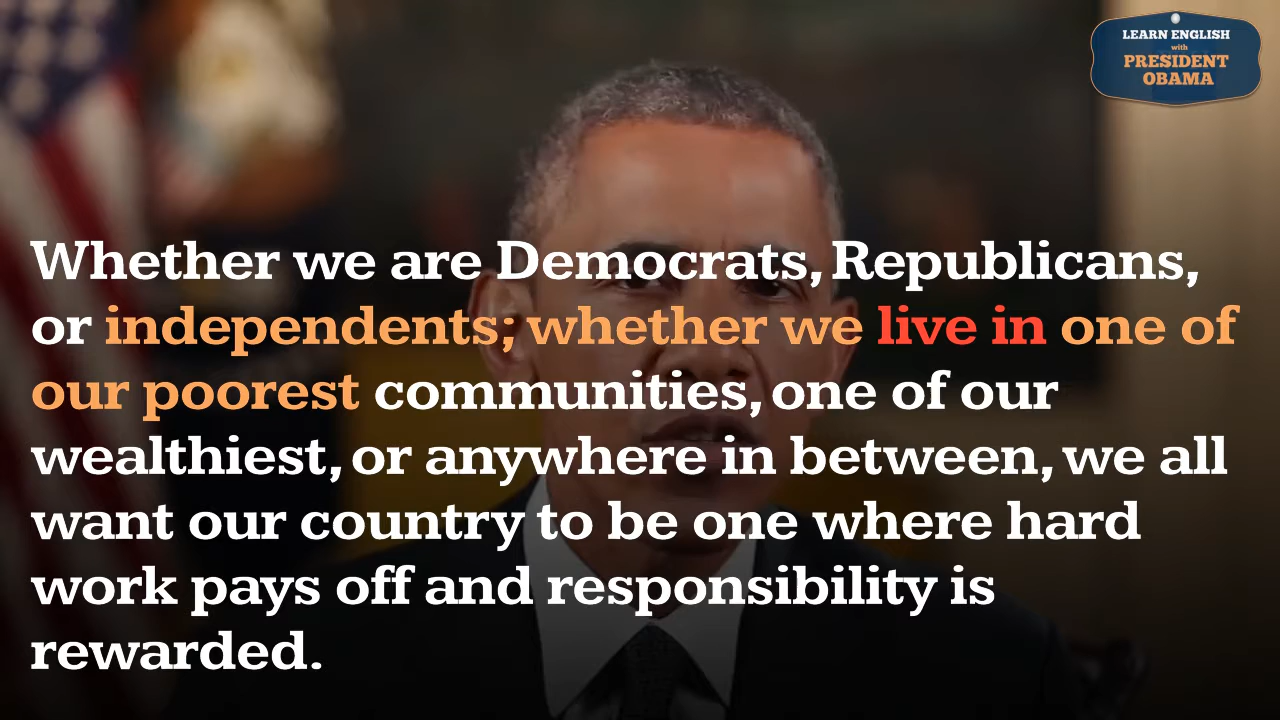 LEARN ENGLISH
with
PRESIDENT
OBAMA
Whether we are Democrats, Republicans,
or independents; whether we live in one of
our poorest communities, one of our
wealthiest, or anywhere in between, we all
want our country to be one where hard
work pays off and responsibility is
rewarded.